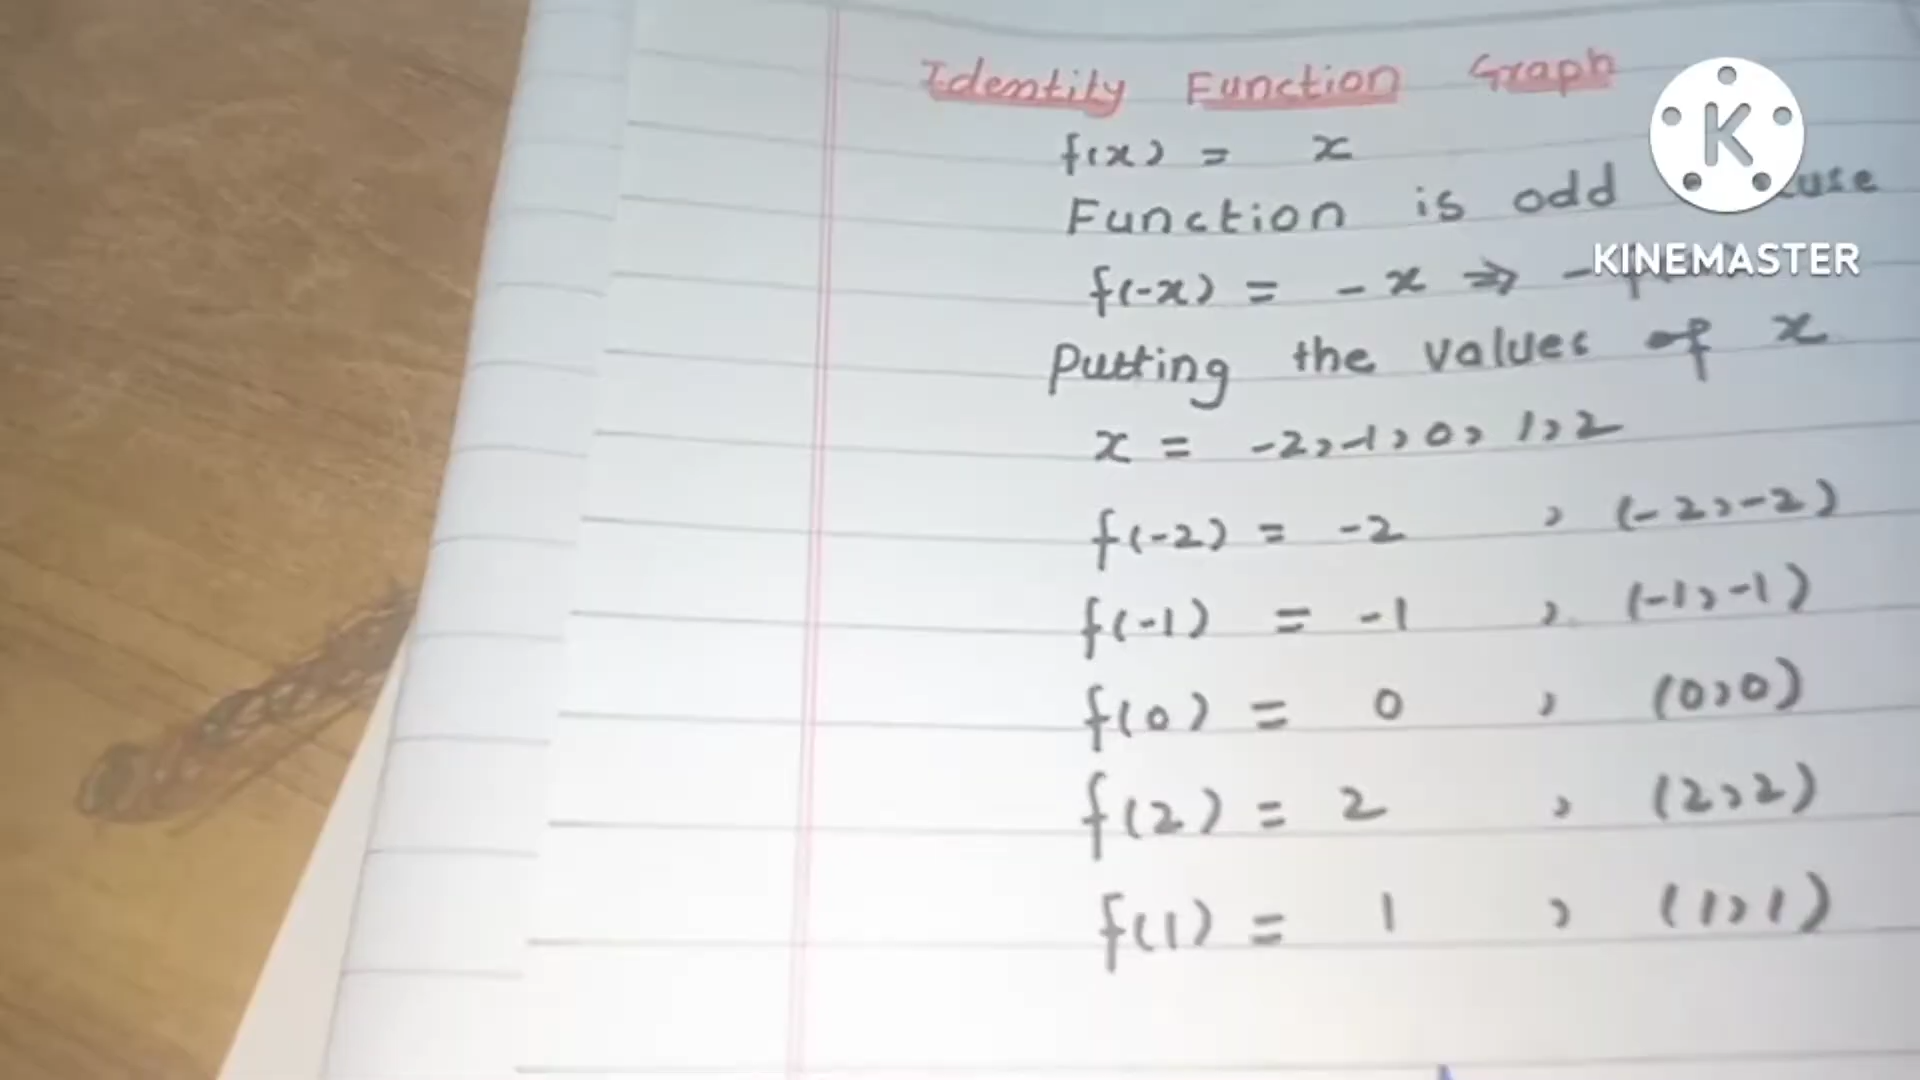 Identity Function Graph
f(x) = x
Function is odd
f(-x) = -x ⇒
KINEMASTER
Putting the values of x
x = -2, -1, 0, 1, 2
f(-2) = -2 , (-2, -2)
f(-1) = -1 , (-1, -1)
f(0) = 0 , (0, 0)
f(2) = 2 , (2, 2)
f(1) = 1 , (1, 1)